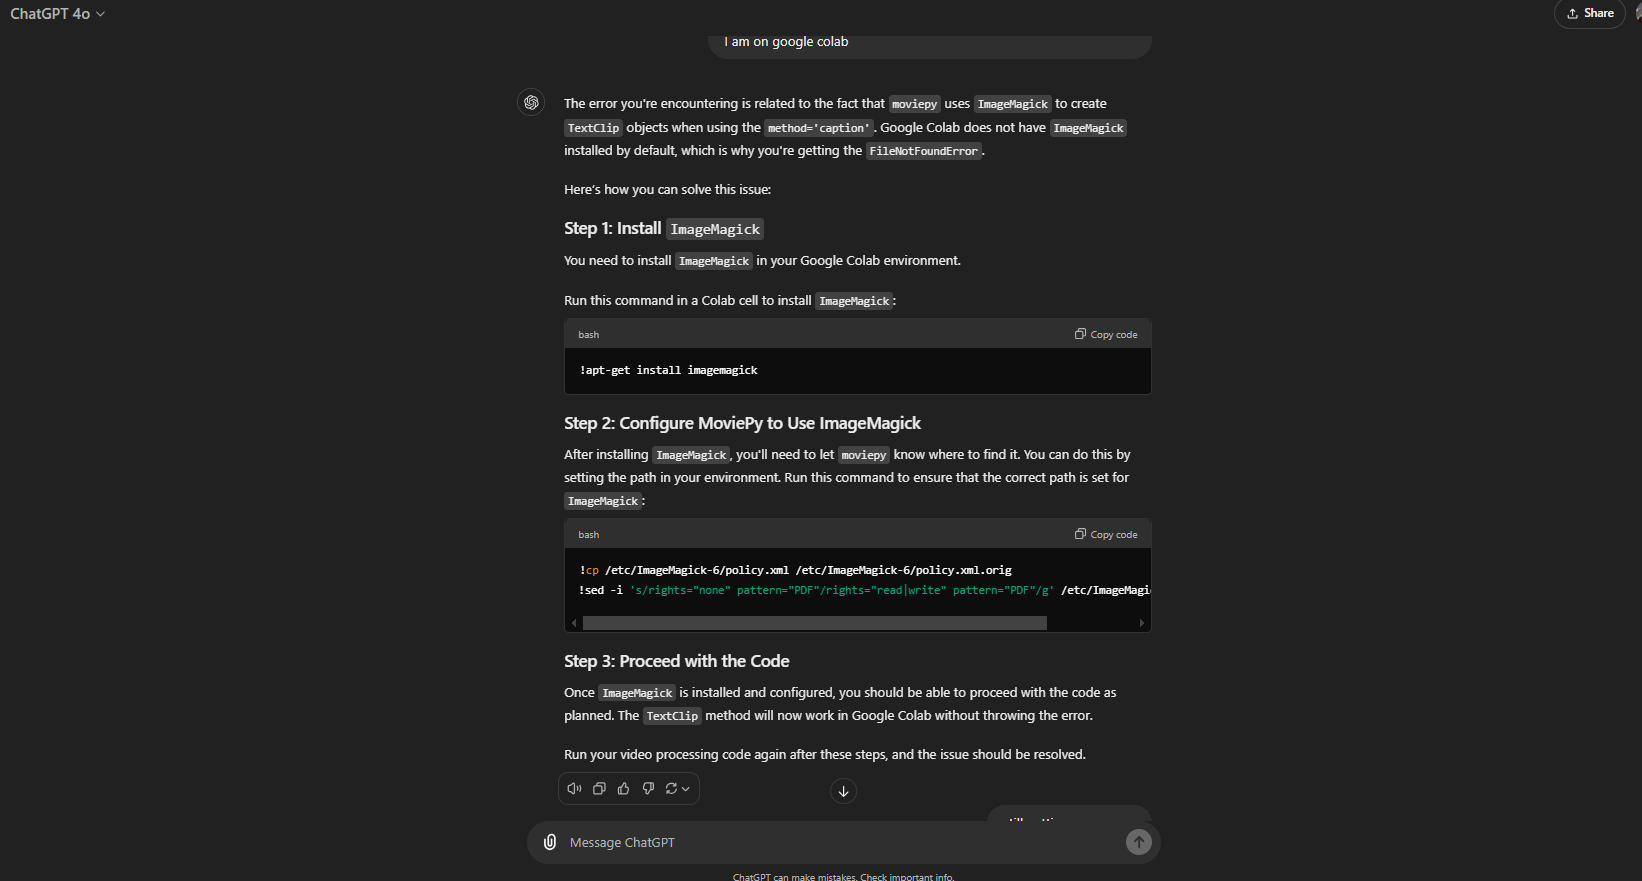 ChatGPT 4o
Share
I am on google colab
The error you're encountering is related to the fact that moviepy uses ImageMagick to create
TextClip objects when using the method='caption'. Google Colab does not have ImageMagick
installed by default, which is why you're getting the FileNotFoundError.
Here's how you can solve this issue:
Step 1: Install ImageMagick
You need to install ImageMagick in your Google Colab environment.
Run this command in a Colab cell to install ImageMagick:
bash
Copy code
!apt-get install imagemagick
Step 2: Configure MoviePy to Use ImageMagick
After installing ImageMagick, you'll need to let moviepy know where to find it. You can do this by
setting the path in your environment. Run this command to ensure that the correct path is set for
ImageMagick:
bash
Copy code
!cp /etc/ImageMagick-6/policy.xml /etc/ImageMagick-6/policy.xml.orig
!sed -i 's/rights="none" pattern="PDF"/rights="read|write" pattern="PDF"/g' /etc/ImageMagi
Step 3: Proceed with the Code
Once ImageMagick is installed and configured, you should be able to proceed with the code as
planned. The TextClip method will now work in Google Colab without throwing the error.
Run your video processing code again after these steps, and the issue should be resolved.
Message ChatGPT
ChatGPT can make mistakes. Check important info.